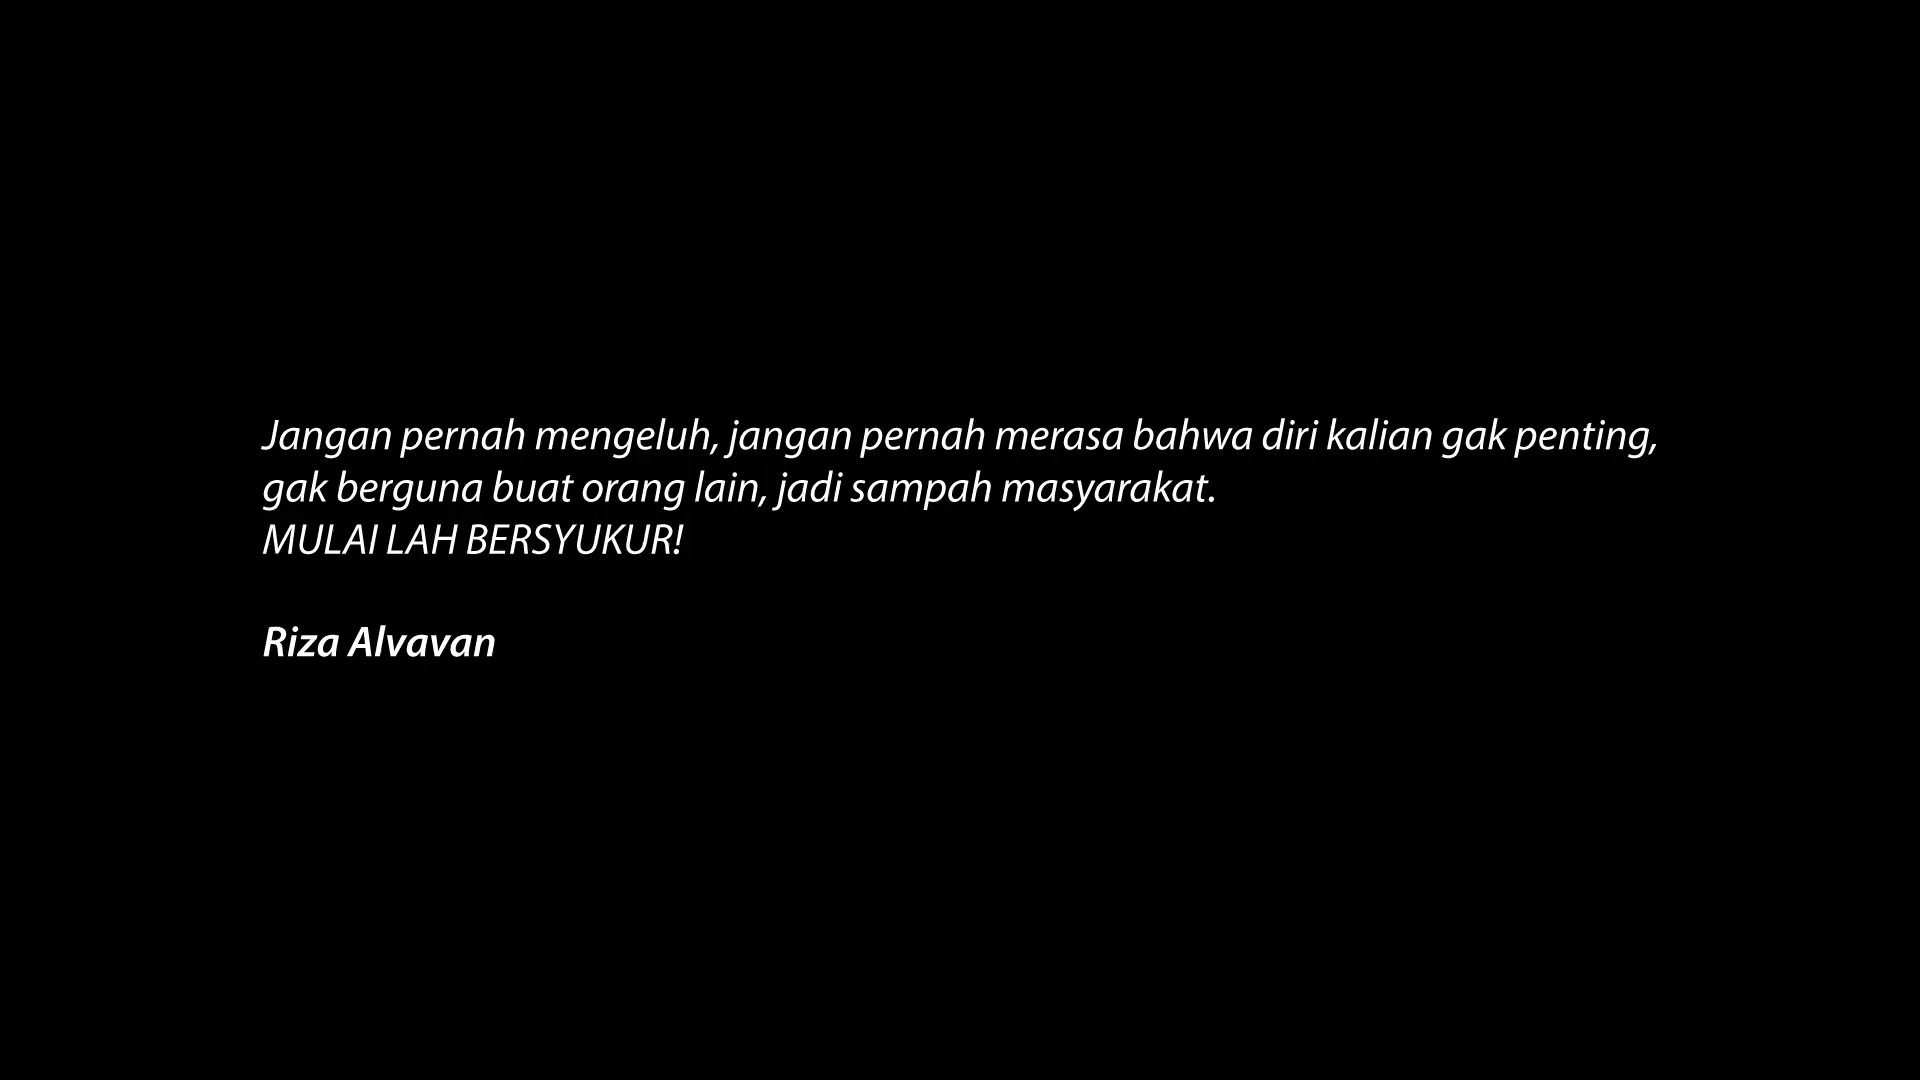 Jangan pernah mengeluh, jangan pernah merasa bahwa diri kalian gak penting,
gak berguna buat orang lain, jadi sampah masyarakat.
MULAI LAH BERSYUKUR!
Riza Alvavan